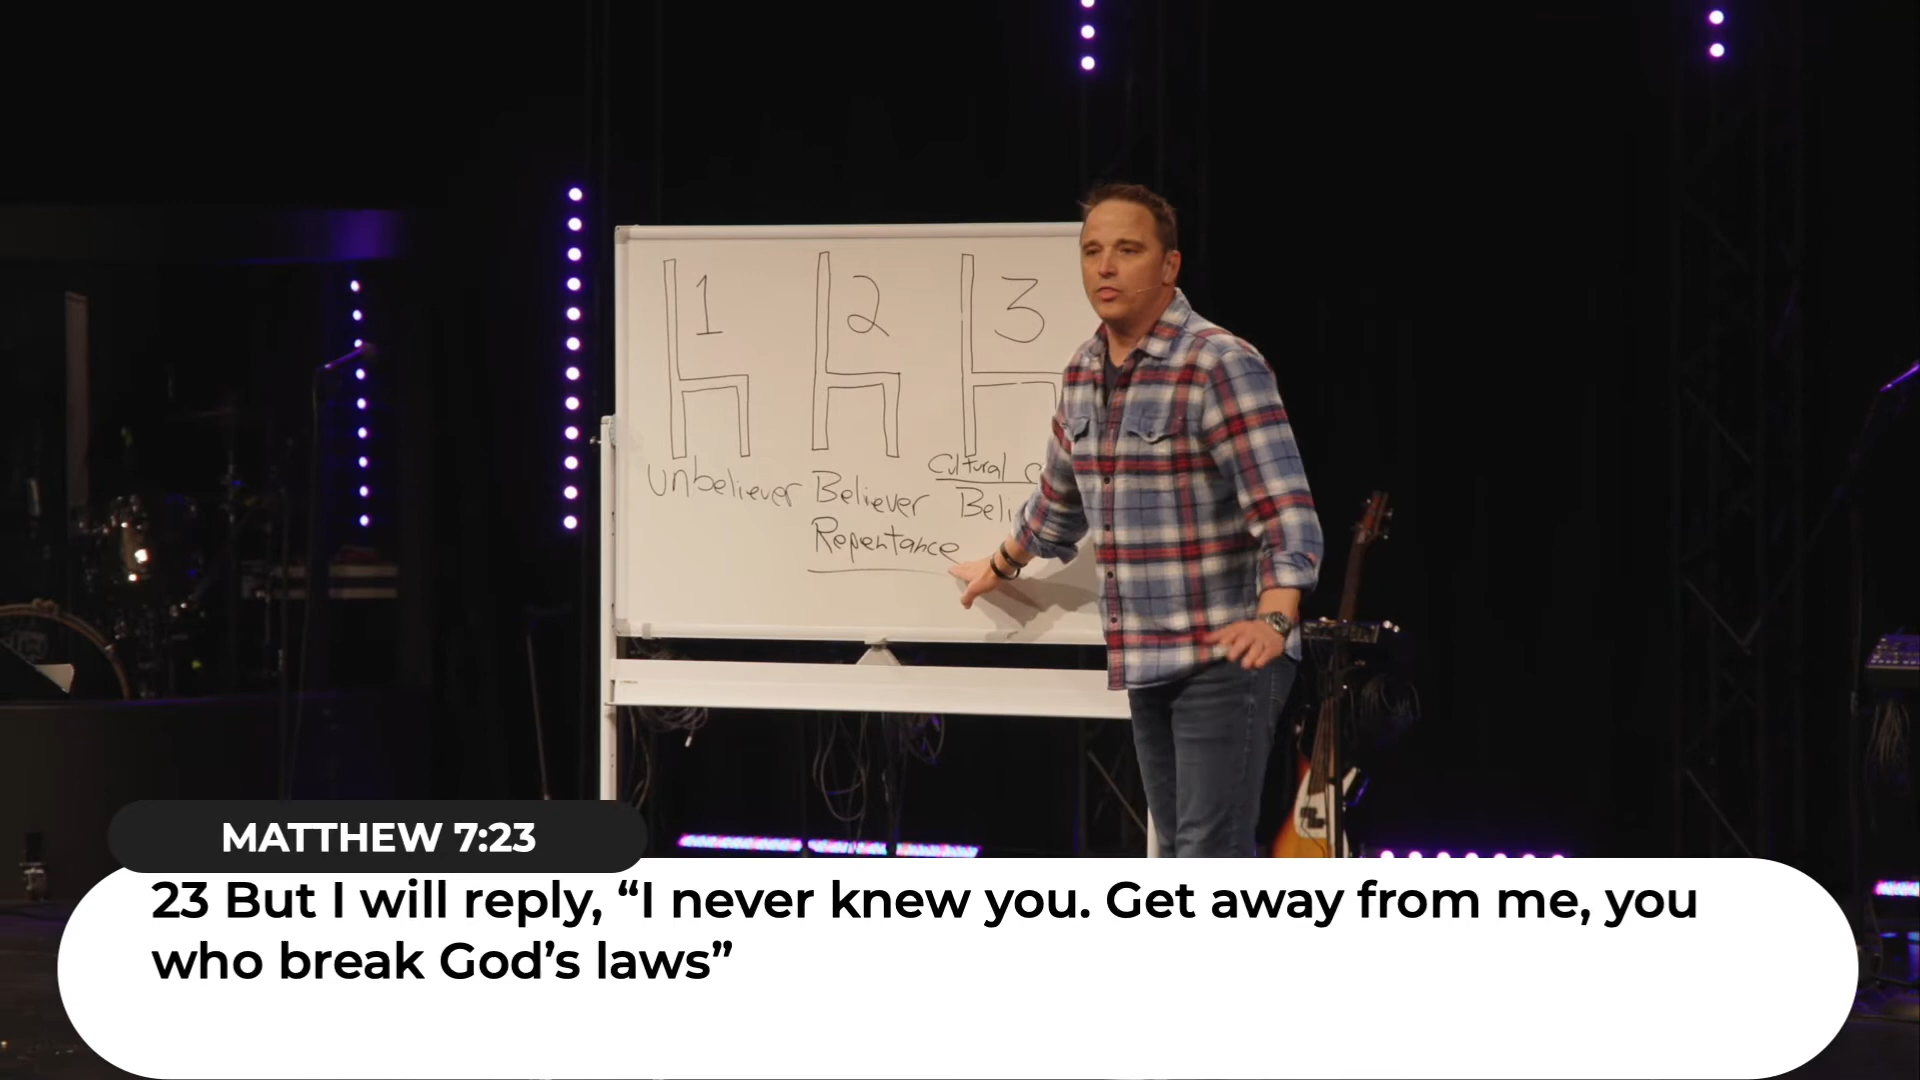 1 2 3
unbeliever Believer Cultural
Repentance
MATTHEW 7:23
23 But I will reply, “I never knew you. Get away from me, you
who break God’s laws”